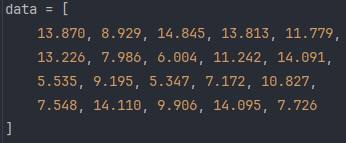 data = [
13.870, 8.929, 14.845, 13.813, 11.779,
13.226, 7.986, 6.004, 11.242, 14.091,
5.535, 9.195, 5.347, 7.172, 10.827,
7.548, 14.110, 9.906, 14.095, 7.726
]